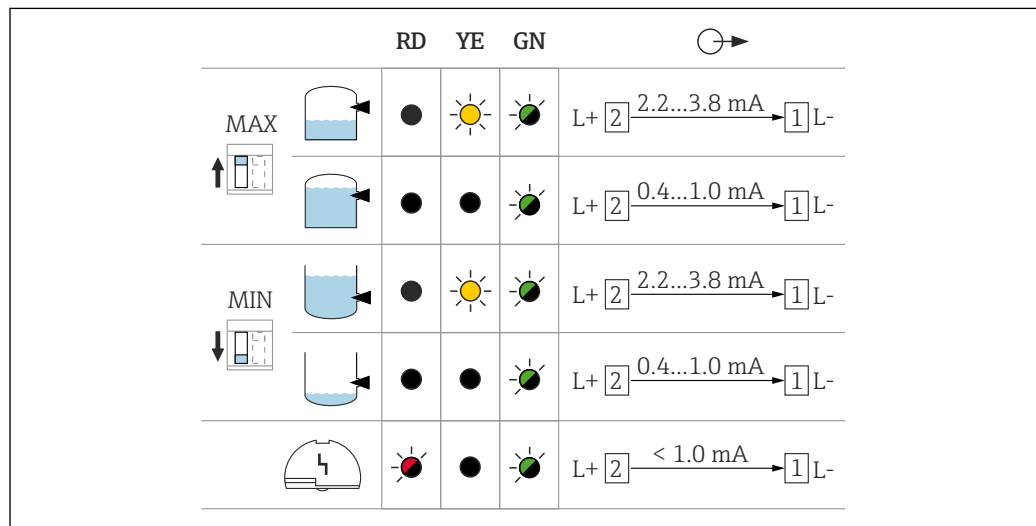 RD YE GN
MAX
L+ 2 2.2...3.8 mA 1 L-
L+ 2 0.4...1.0 mA 1 L-
MIN
L+ 2 2.2...3.8 mA 1 L-
L+ 2 0.4...1.0 mA 1 L-
L+ 2 < 1.0 mA 1 L-